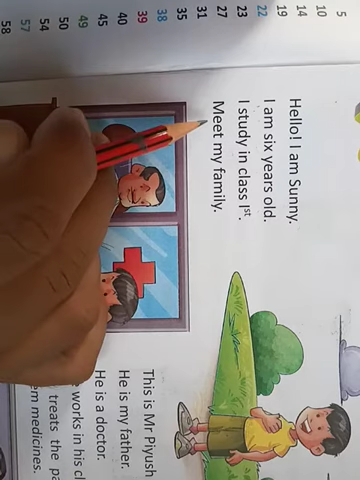 5
10
14
19
22
23
27
31
35
38
39
40
45
49
50
54
57
58
Hello! I am Sunny.
I am six years old.
I study in class Ist.
Meet my family.
This is Mr Piyush
He is my father.
He is a doctor.
works in his cl
treats the pa
em medicines.